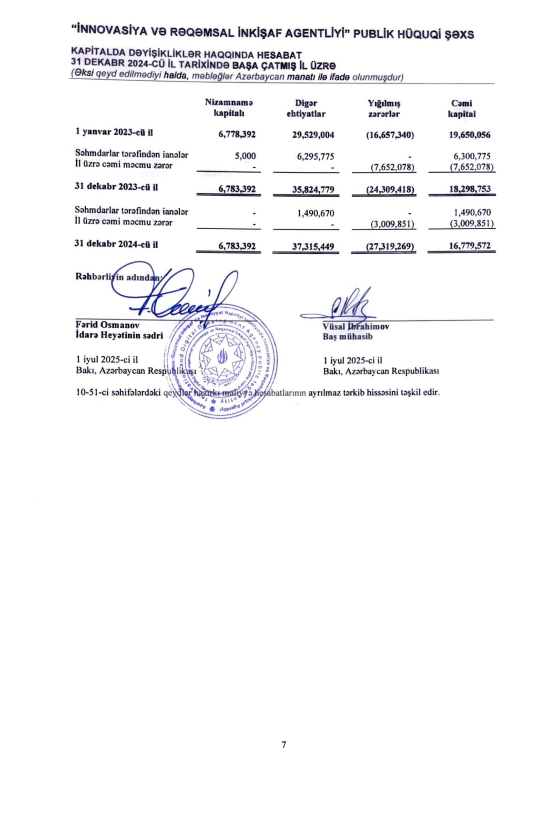 “İNNOVASİYA VƏ RƏQƏMSAL İNKİŞAF AGENTLİYİ” PUBLİK HÜQUQİ ŞƏXS
KAPİTALDA DƏYİŞİKLİKLƏR HAQQINDA HESABAT
31 DEKABR 2024-CÜ İL TARİXİNDƏ BAŞA ÇATMIŞ İL ÜZRƏ
(Əksi qeyd edilmədiyi halda, məbləğlər Azərbaycan manatı ilə ifadə olunmuşdur)
Nizamnamə kapitalı Digər ehtiyatlar Yığılmış zərərlər Cəmi kapital
1 yanvar 2023-cü il 6,778,392 29,529,004 (16,657,340) 19,650,056
Səhmdarlar tərəfindən ianələr 5,000 6,295,775 - 6,300,775
İl üzrə cəmi məcmu zərər - - (7,652,078) (7,652,078)
31 dekabr 2023-cü il 6,783,392 35,824,779 (24,309,418) 18,298,753
Səhmdarlar tərəfindən ianələr - 1,490,670 - 1,490,670
İl üzrə cəmi məcmu zərər - - (3,009,851) (3,009,851)
31 dekabr 2024-cü il 6,783,392 37,315,449 (27,319,269) 16,779,572
Rəhbərliyin adından:
Fərid Osmanov
İdarə Heyətinin sədri
Vüsal İbrahimov
Baş mühasib
1 iyul 2025-ci il
Bakı, Azərbaycan Respublikası
1 iyul 2025-ci il
Bakı, Azərbaycan Respublikası
10-51-ci səhifələrdəki qeydlər hazırkı maliyyə hesabatlarının ayrılmaz tərkib hissəsini təşkil edir.
7